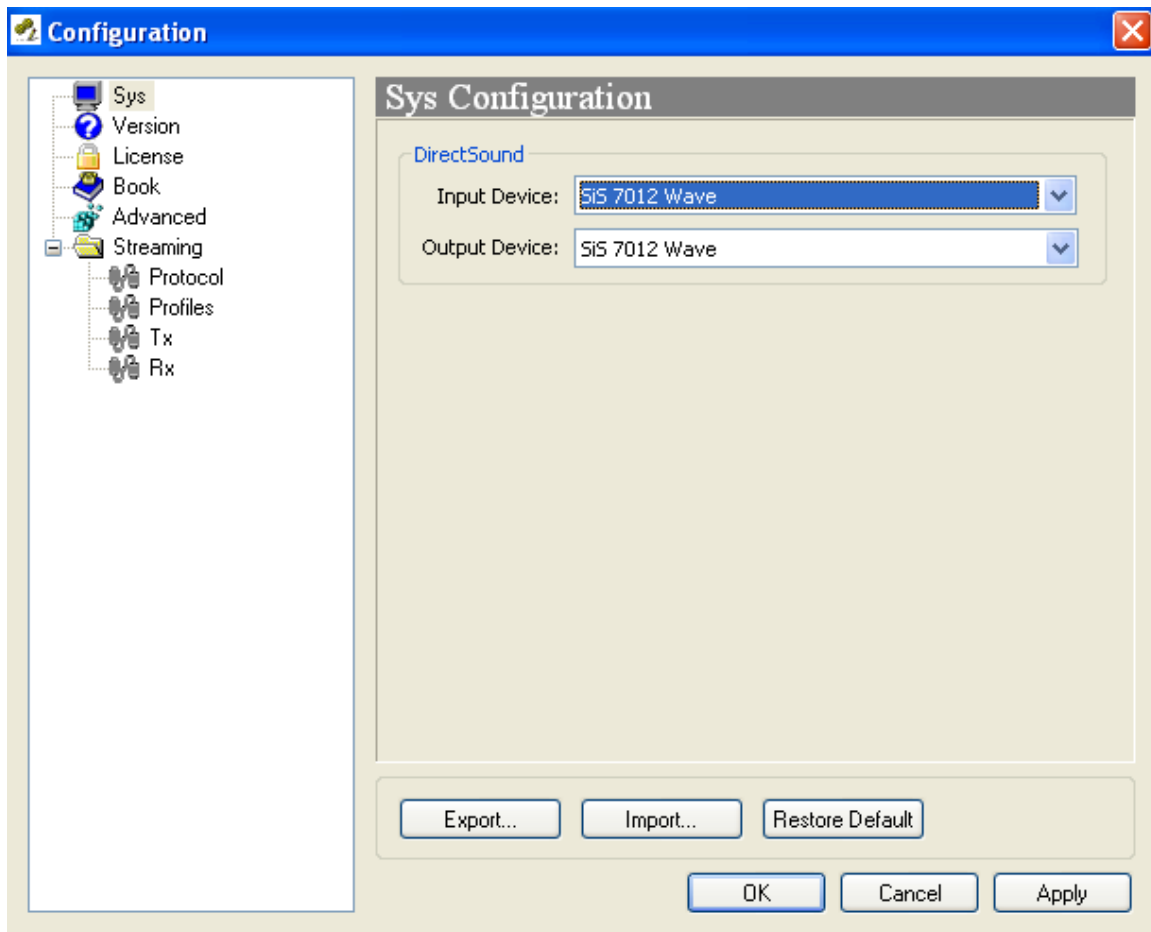 Configuration
Sys
Version
License
Book
Advanced
Streaming
Protocol
Profiles
Tx
Rx
Sys Configuration
DirectSound
Input Device: SiS 7012 Wave
Output Device: SiS 7012 Wave
Export... Import... Restore Default
OK Cancel Apply